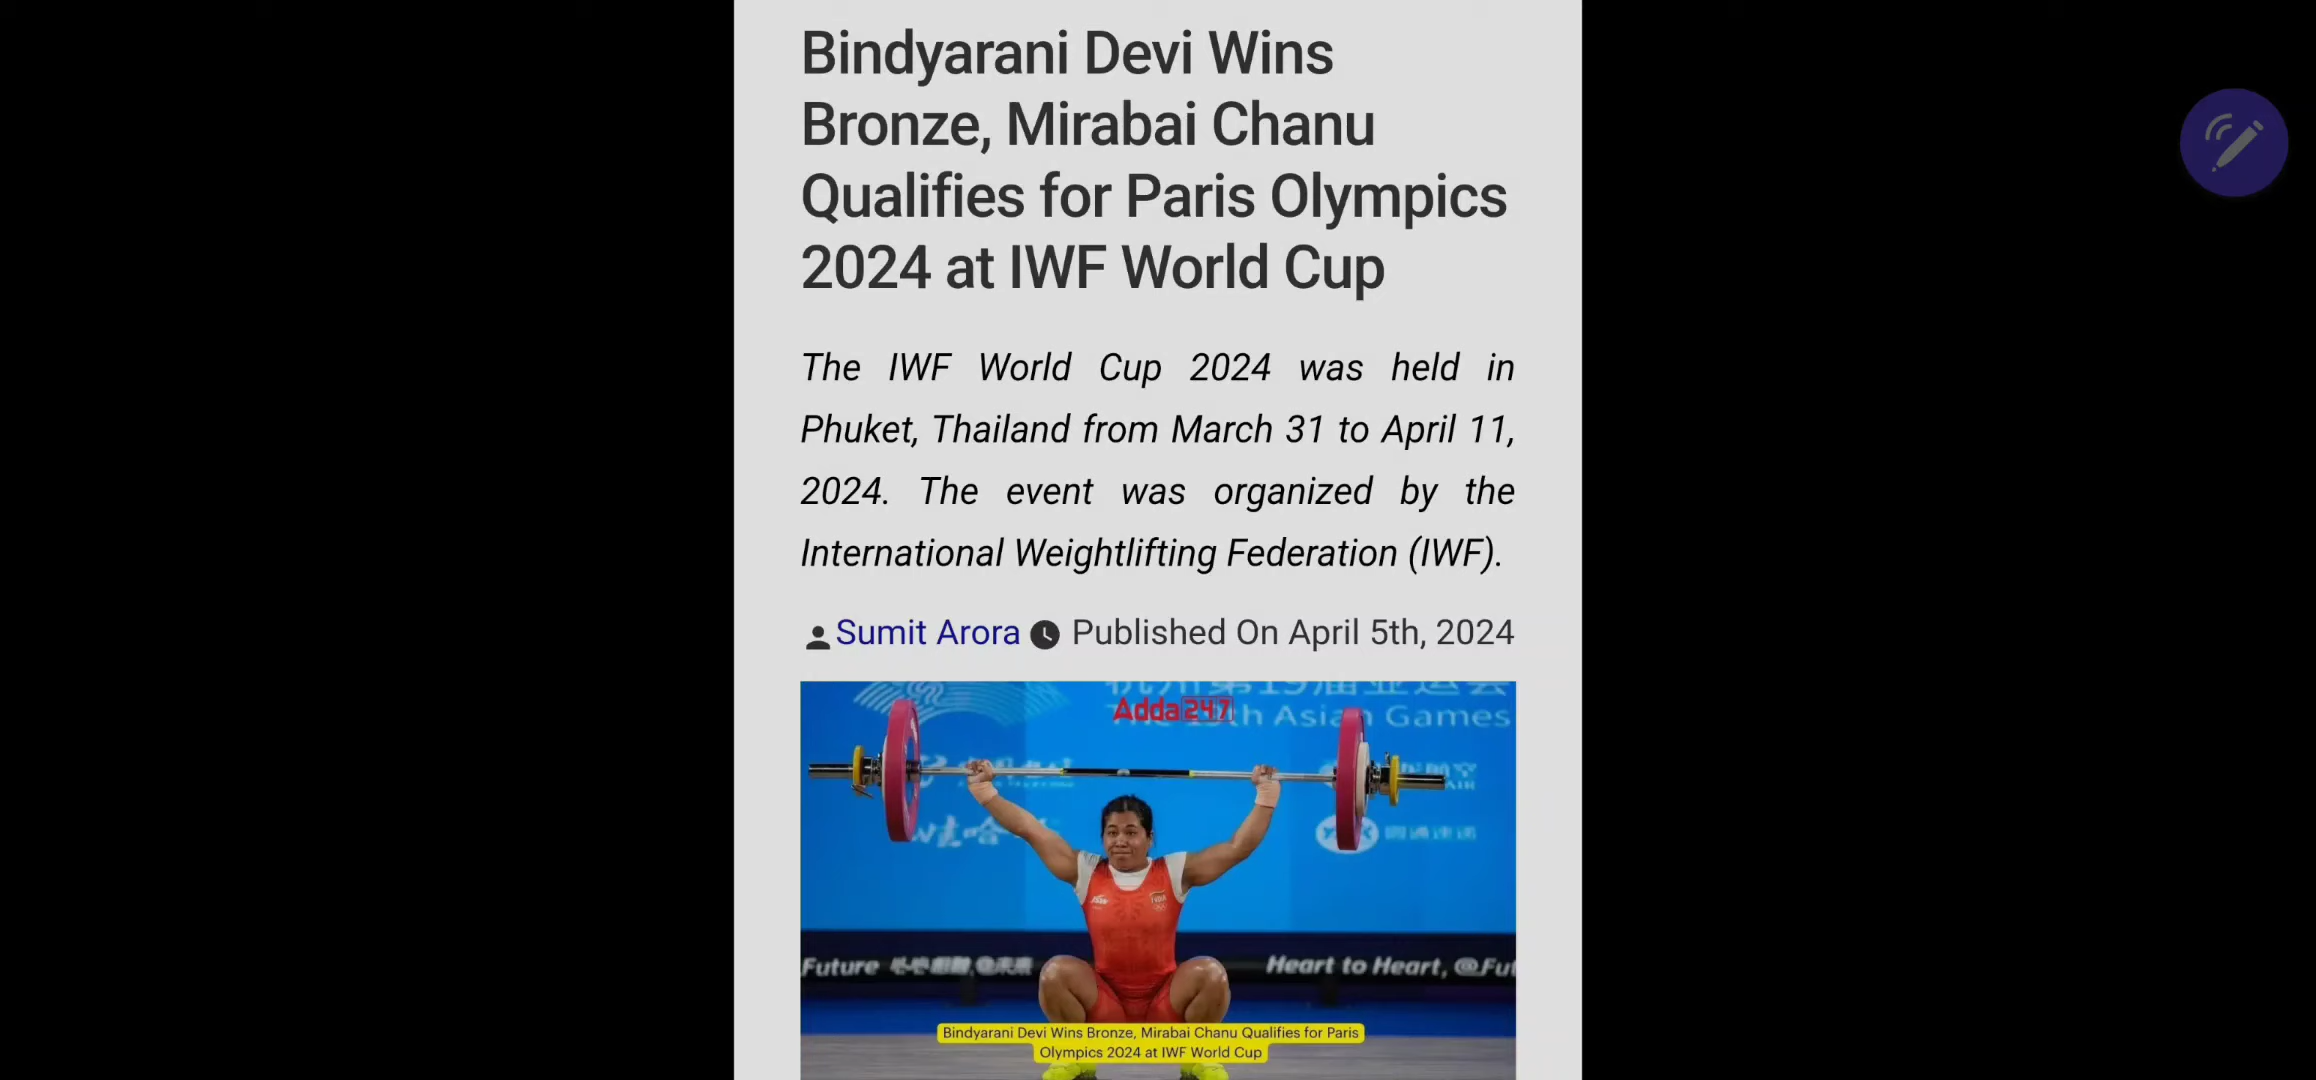 Bindyarani Devi Wins
Bronze, Mirabai Chanu
Qualifies for Paris Olympics
2024 at IWF World Cup
The IWF World Cup 2024 was held in
Phuket, Thailand from March 31 to April 11,
2024. The event was organized by the
International Weightlifting Federation (IWF).
Sumit Arora Published On April 5th, 2024
Adda247
Asian Games
INDIA
Future
Heart to Heart, @Fut
Bindyarani Devi Wins Bronze, Mirabai Chanu Qualifies for Paris
Olympics 2024 at IWF World Cup